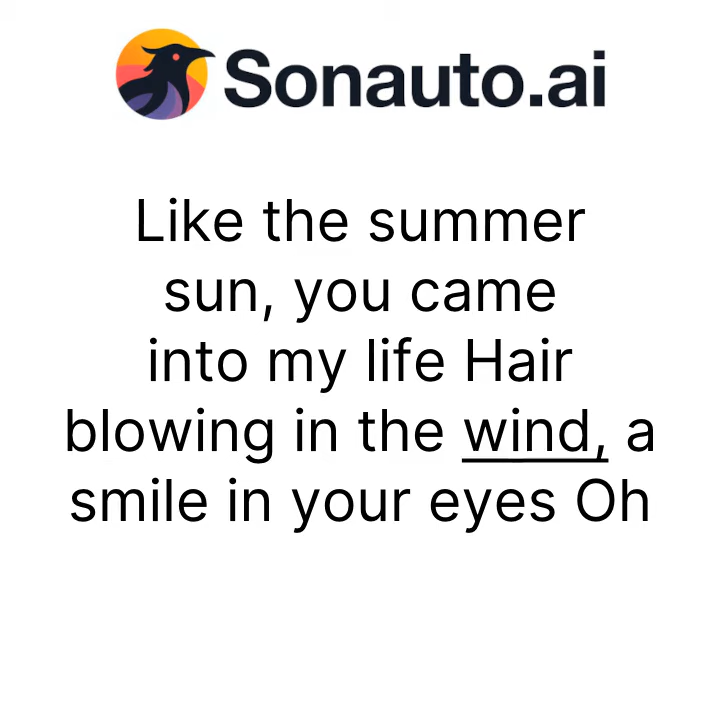 Sonauto.ai
Like the summer
sun, you came
into my life Hair
blowing in the wind, a
smile in your eyes Oh